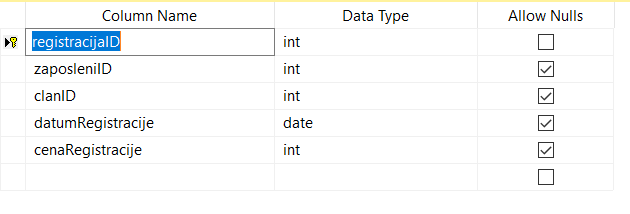 Column Name Data Type Allow Nulls
registracijaID int
zaposleniID int
clanID int
datumRegistracije date
cenaRegistracije int